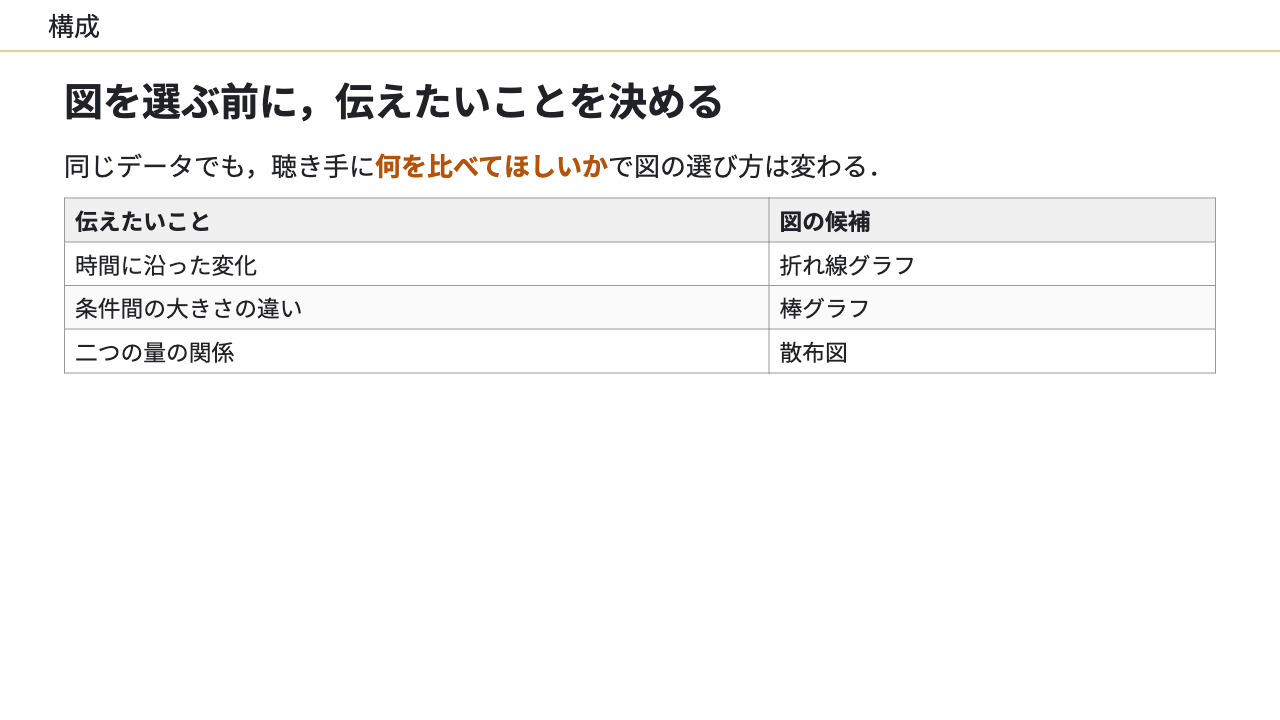 構成
図を選ぶ前に，伝えたいことを決める
同じデータでも，聴き手に何を比べてほしいかで図の選び方は変わる．
伝えたいこと 図の候補
時間に沿った変化 折れ線グラフ
条件間の大きさの違い 棒グラフ
二つの量の関係 散布図